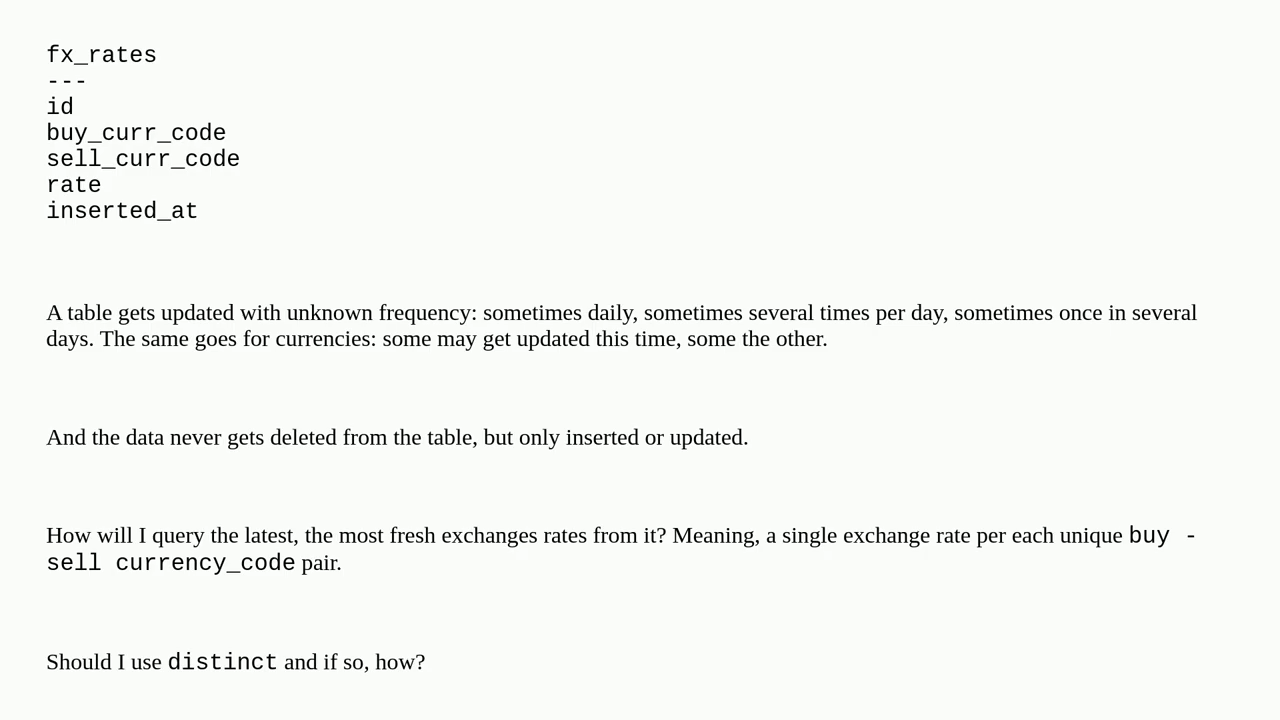 fx_rates
---
id
buy_curr_code
sell_curr_code
rate
inserted_at
A table gets updated with unknown frequency: sometimes daily, sometimes several times per day, sometimes once in several
days. The same goes for currencies: some may get updated this time, some the other.
And the data never gets deleted from the table, but only inserted or updated.
How will I query the latest, the most fresh exchanges rates from it? Meaning, a single exchange rate per each unique buy -
sell currency_code pair.
Should I use distinct and if so, how?